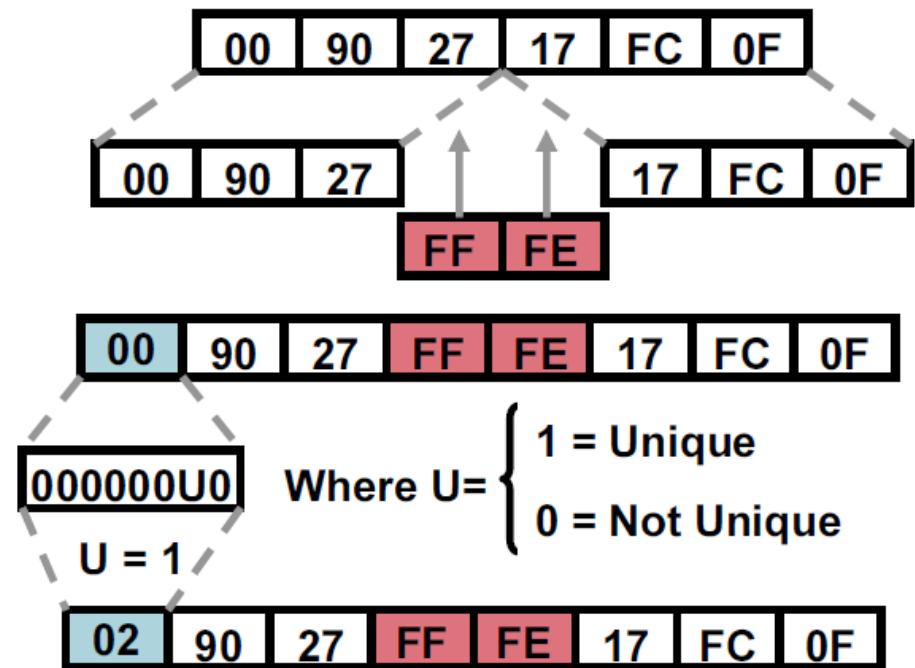 00 90 27 17 FC 0F
00 90 27 17 FC 0F
FF FE
00 90 27 FF FE 17 FC 0F
1 = Unique
000000U0 Where U=
0 = Not Unique
U = 1
02 90 27 FF FE 17 FC 0F